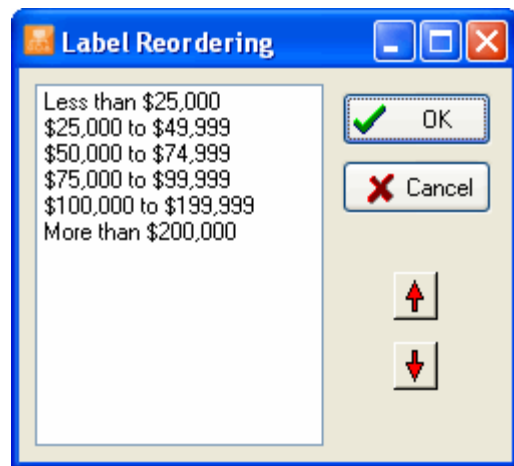 Label Reordering
Less than $25,000
$25,000 to $49,999
$50,000 to $74,999
$75,000 to $99,999
$100,000 to $199,999
More than $200,000
OK
Cancel